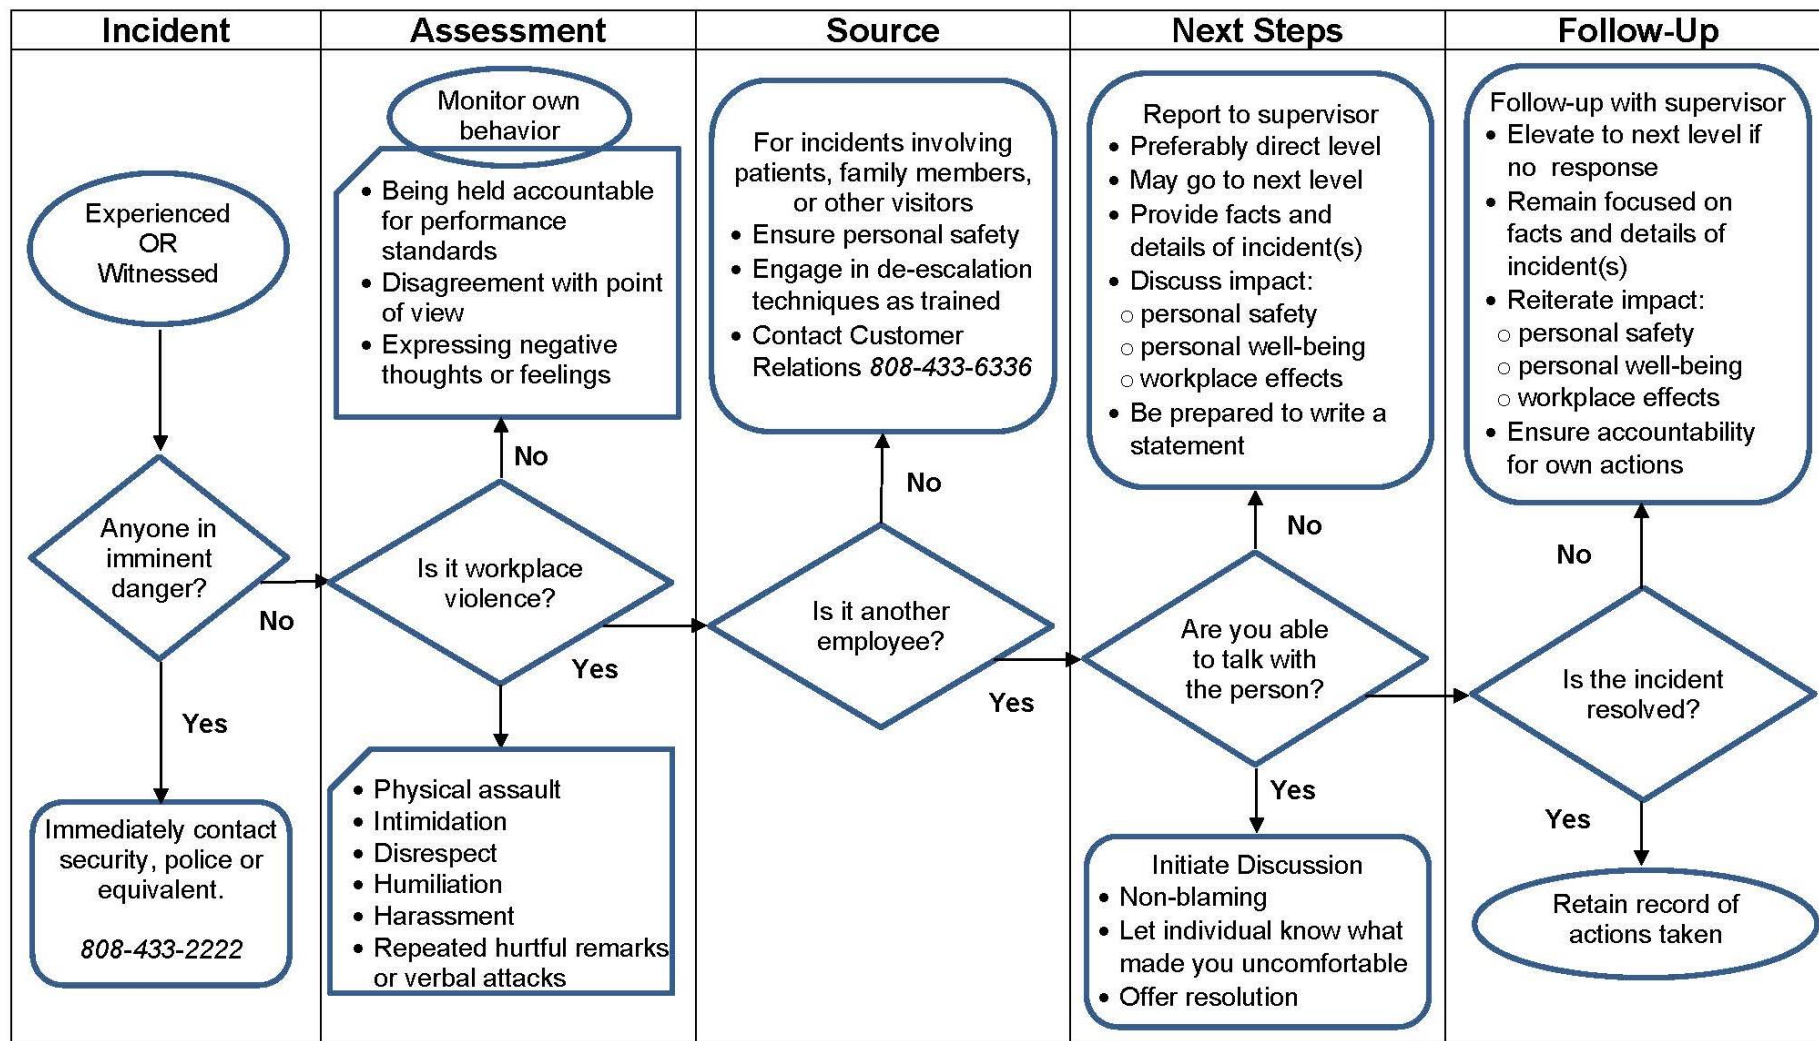 Incident
Assessment
Source
Next Steps
Follow-Up
Experienced
OR
Witnessed
Anyone in
imminent
danger?
No
Yes
Immediately contact
security, police or
equivalent.
808-433-2222
Monitor own
behavior
• Being held accountable
for performance
standards
• Disagreement with point
of view
• Expressing negative
thoughts or feelings
No
Is it workplace
violence?
Yes
• Physical assault
• Intimidation
• Disrespect
• Humiliation
• Harassment
• Repeated hurtful remarks
or verbal attacks
For incidents involving
patients, family members,
or other visitors
• Ensure personal safety
• Engage in de-escalation
techniques as trained
• Contact Customer
Relations 808-433-6336
No
Is it another
employee?
Yes
Report to supervisor
• Preferably direct level
• May go to next level
• Provide facts and
details of incident(s)
• Discuss impact:
○ personal safety
○ personal well-being
○ workplace effects
• Be prepared to write a
statement
No
Are you able
to talk with
the person?
Yes
Initiate Discussion
• Non-blaming
• Let individual know what
made you uncomfortable
• Offer resolution
Follow-up with supervisor
• Elevate to next level if
no response
• Remain focused on
facts and details of
incident(s)
• Reiterate impact:
○ personal safety
○ personal well-being
○ workplace effects
• Ensure accountability
for own actions
No
Is the incident
resolved?
Yes
Retain record of
actions taken